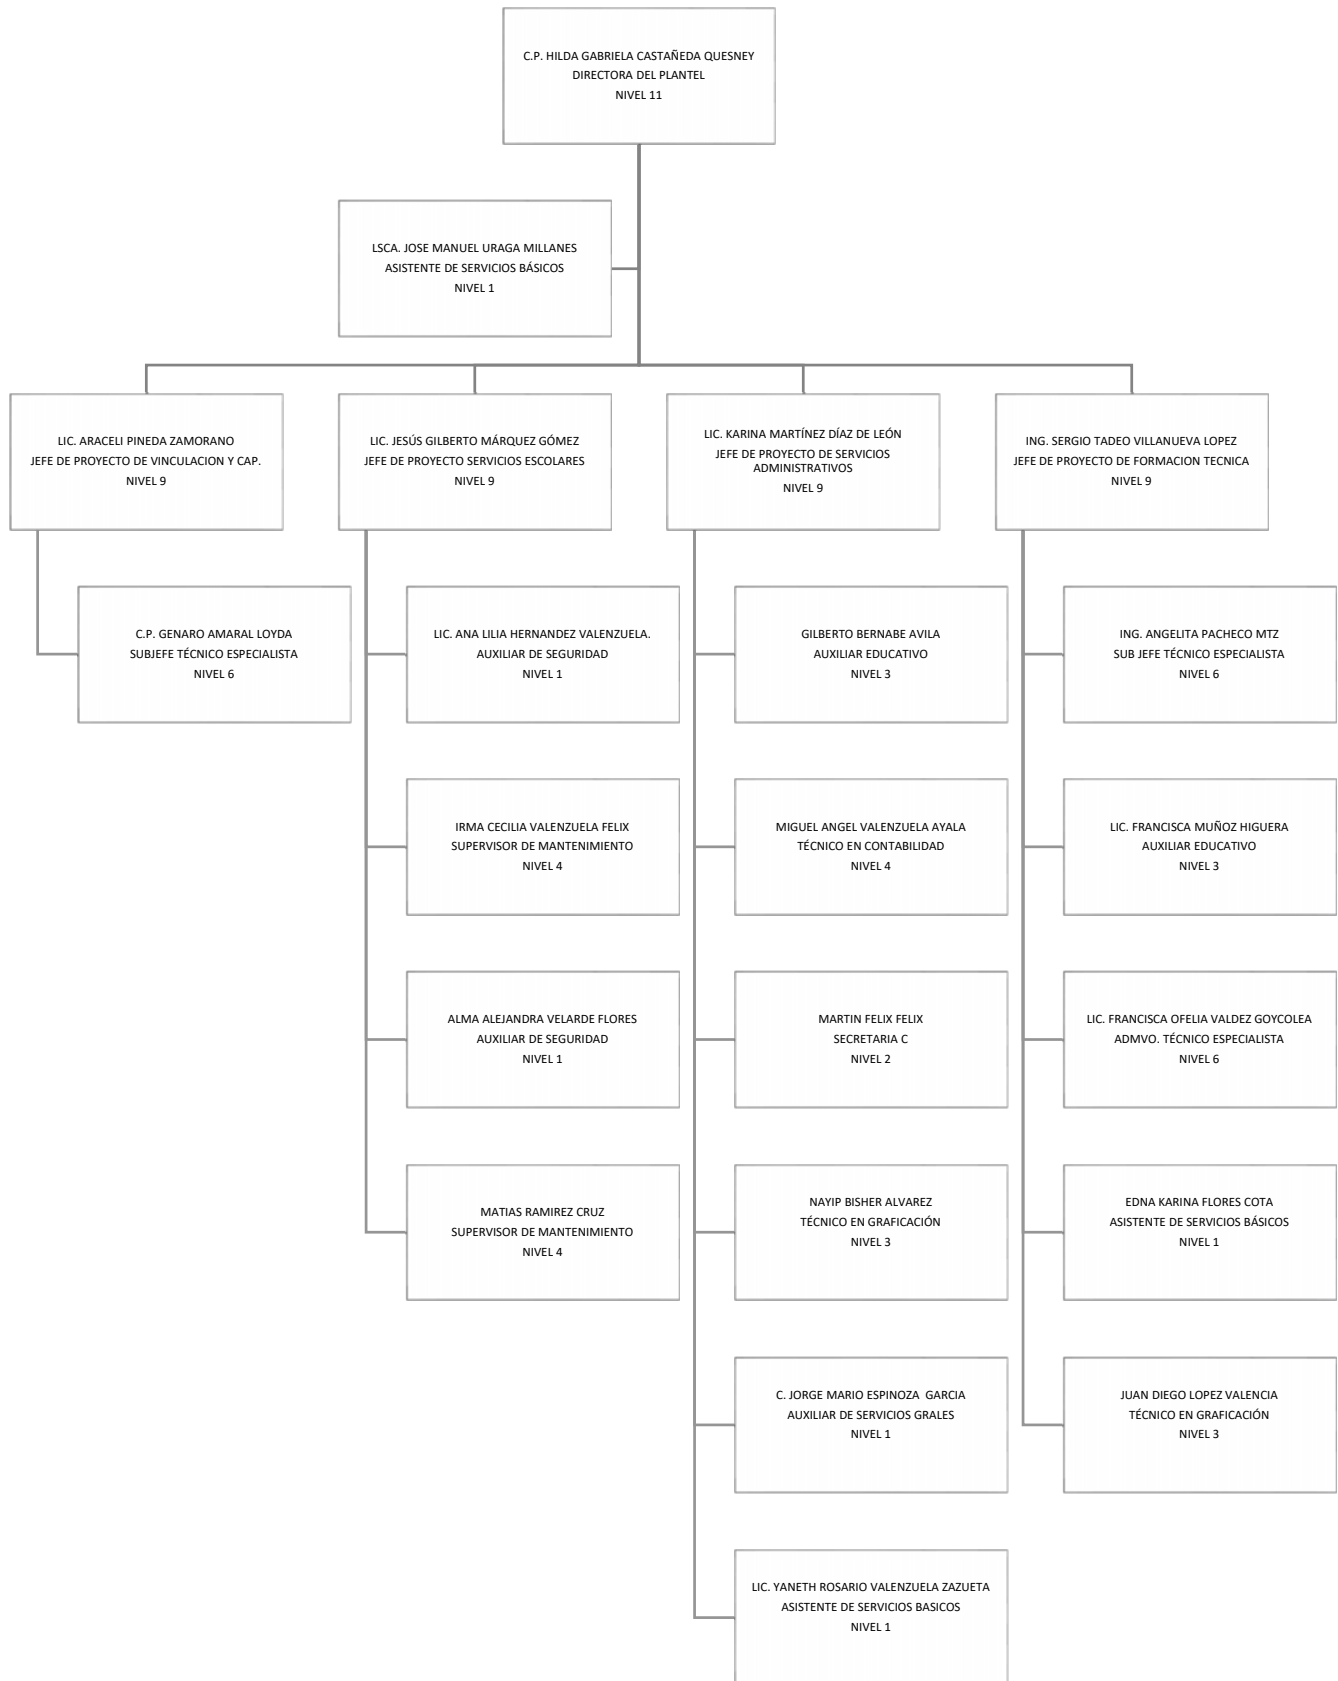 C.P. HILDA GABRIELA CASTAÑEDA QUESNEY
DIRECTORA DEL PLANTEL
NIVEL 11
LSCA. JOSE MANUEL URAGA MILLANES
ASISTENTE DE SERVICIOS BÁSICOS
NIVEL 1
LIC. ARACELI PINEDA ZAMORANO
JEFE DE PROYECTO DE VINCULACION Y CAP.
NIVEL 9
C.P. GENARO AMARAL LOYDA
SUBJEFE TÉCNICO ESPECIALISTA
NIVEL 6
LIC. JESÚS GILBERTO MÁRQUEZ GÓMEZ
JEFE DE PROYECTO SERVICIOS ESCOLARES
NIVEL 9
LIC. ANA LILIA HERNANDEZ VALENZUELA.
AUXILIAR DE SEGURIDAD
NIVEL 1
IRMA CECILIA VALENZUELA FELIX
SUPERVISOR DE MANTENIMIENTO
NIVEL 4
ALMA ALEJANDRA VELARDE FLORES
AUXILIAR DE SEGURIDAD
NIVEL 1
MATIAS RAMIREZ CRUZ
SUPERVISOR DE MANTENIMIENTO
NIVEL 4
LIC. KARINA MARTÍNEZ DÍAZ DE LEÓN
JEFE DE PROYECTO DE SERVICIOS
ADMINISTRATIVOS
NIVEL 9
GILBERTO BERNABE AVILA
AUXILIAR EDUCATIVO
NIVEL 3
MIGUEL ANGEL VALENZUELA AYALA
TÉCNICO EN CONTABILIDAD
NIVEL 4
MARTIN FELIX FELIX
SECRETARIA C
NIVEL 2
NAYIP BISHER ALVAREZ
TÉCNICO EN GRAFICACIÓN
NIVEL 3
C. JORGE MARIO ESPINOZA  GARCIA
AUXILIAR DE SERVICIOS GRALES
NIVEL 1
LIC. YANETH ROSARIO VALENZUELA ZAZUETA
ASISTENTE DE SERVICIOS BASICOS
NIVEL 1
ING. SERGIO TADEO VILLANUEVA LOPEZ
JEFE DE PROYECTO DE FORMACION TECNICA
NIVEL 9
ING. ANGELITA PACHECO MTZ
SUB JEFE TÉCNICO ESPECIALISTA
NIVEL 6
LIC. FRANCISCA MUÑOZ HIGUERA
AUXILIAR EDUCATIVO
NIVEL 3
LIC. FRANCISCA OFELIA VALDEZ GOYCOLEA
ADMVO. TÉCNICO ESPECIALISTA
NIVEL 6
EDNA KARINA FLORES COTA
ASISTENTE DE SERVICIOS BÁSICOS
NIVEL 1
JUAN DIEGO LOPEZ VALENCIA
TÉCNICO EN GRAFICACIÓN
NIVEL 3